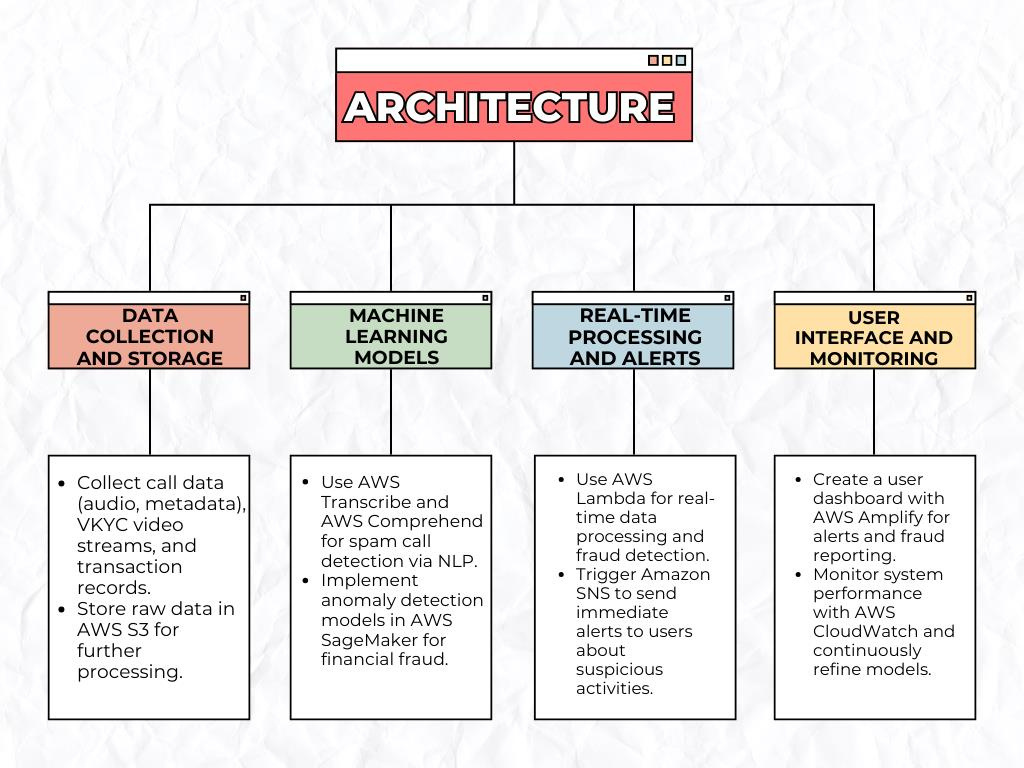 ARCHITECTURE
DATA
COLLECTION
AND STORAGE
• Collect call data
(audio, metadata),
VKYC video
streams, and
transaction
records.
• Store raw data in
AWS S3 for
further
processing.
MACHINE
LEARNING
MODELS
• Use AWS
Transcribe and
AWS Comprehend
for spam call
detection via NLP.
• Implement
anomaly detection
models in AWS
SageMaker for
financial fraud.
REAL-TIME
PROCESSING
AND ALERTS
• Use AWS
Lambda for real-
time data
processing and
fraud detection.
• Trigger Amazon
SNS to send
immediate
alerts to users
about
suspicious
activities.
USER
INTERFACE AND
MONITORING
• Create a user
dashboard with
AWS Amplify for
alerts and fraud
reporting.
• Monitor system
performance
with AWS
CloudWatch and
continuously
refine models.